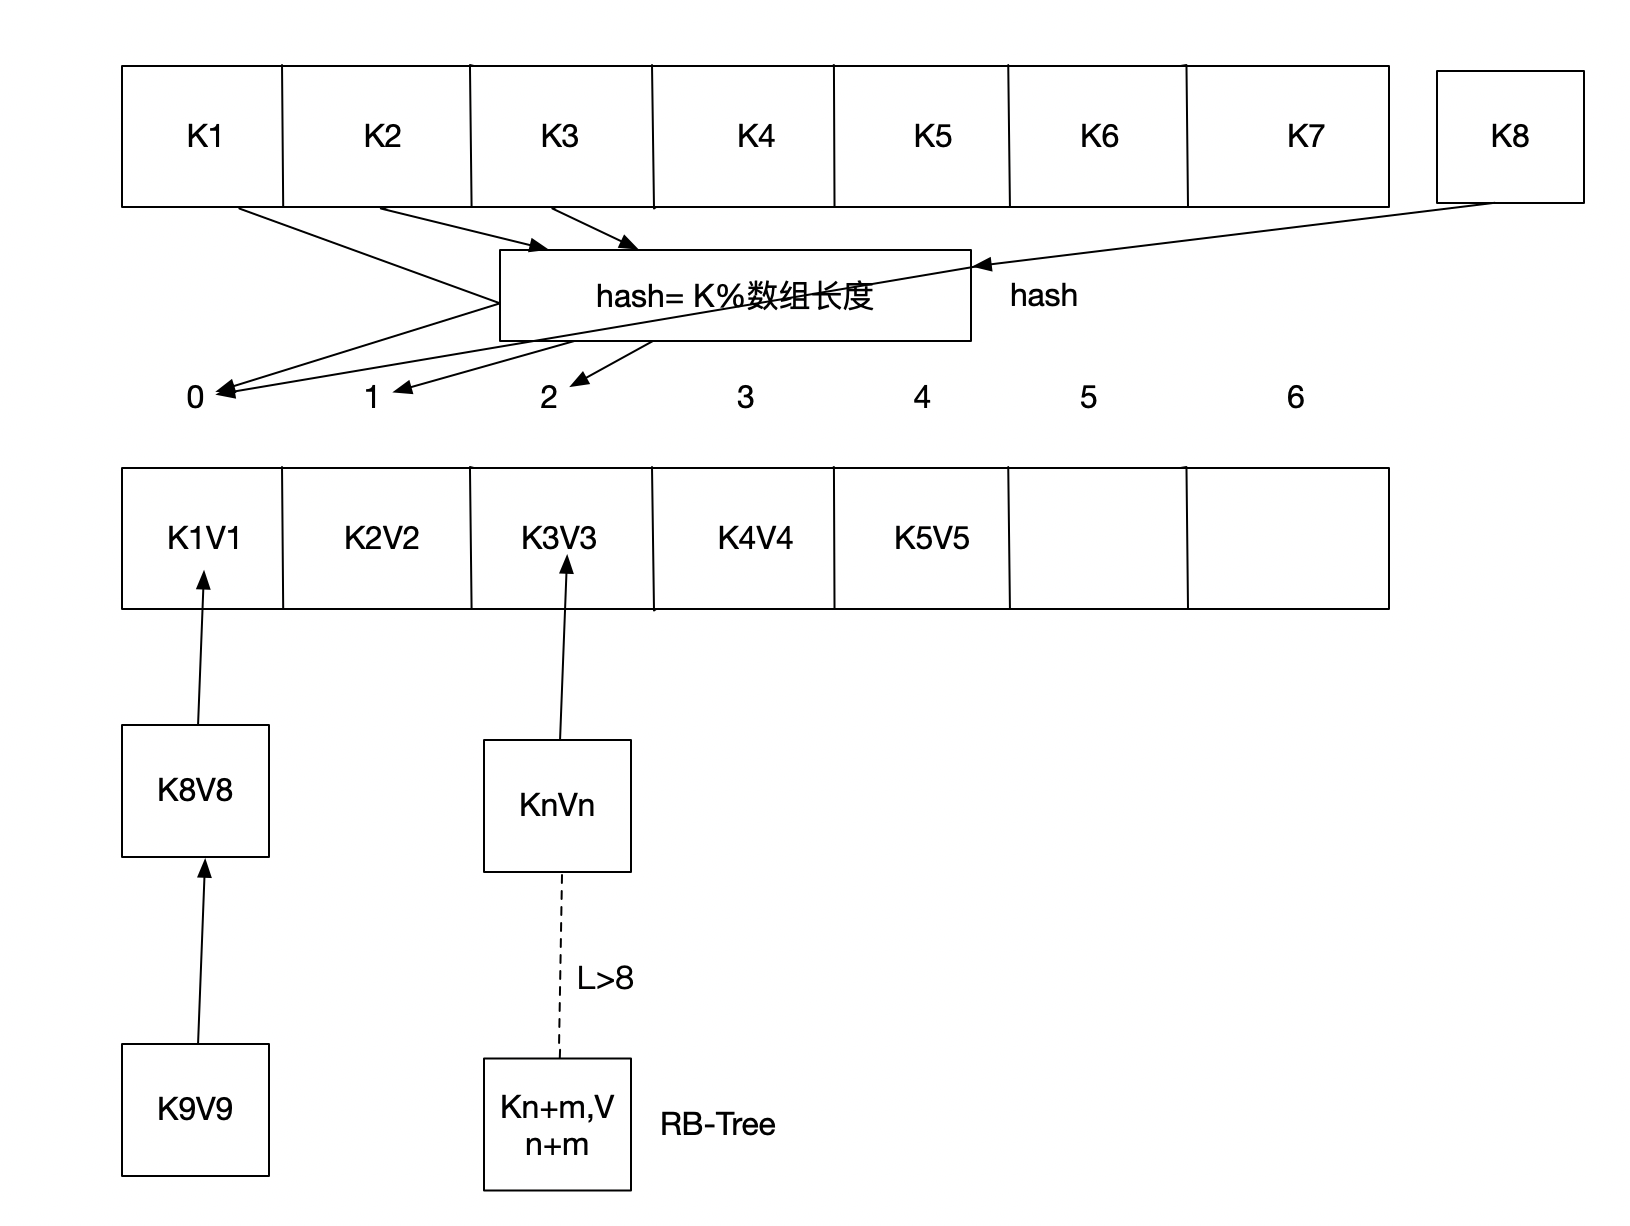 K1 K2 K3 K4 K5 K6 K7 K8
hash= K%数组长度 hash
0 1 2 3 4 5 6
K1V1 K2V2 K3V3 K4V4 K5V5
K8V8 KnVn
L>8
K9V9 Kn+m,V
n+m
RB-Tree